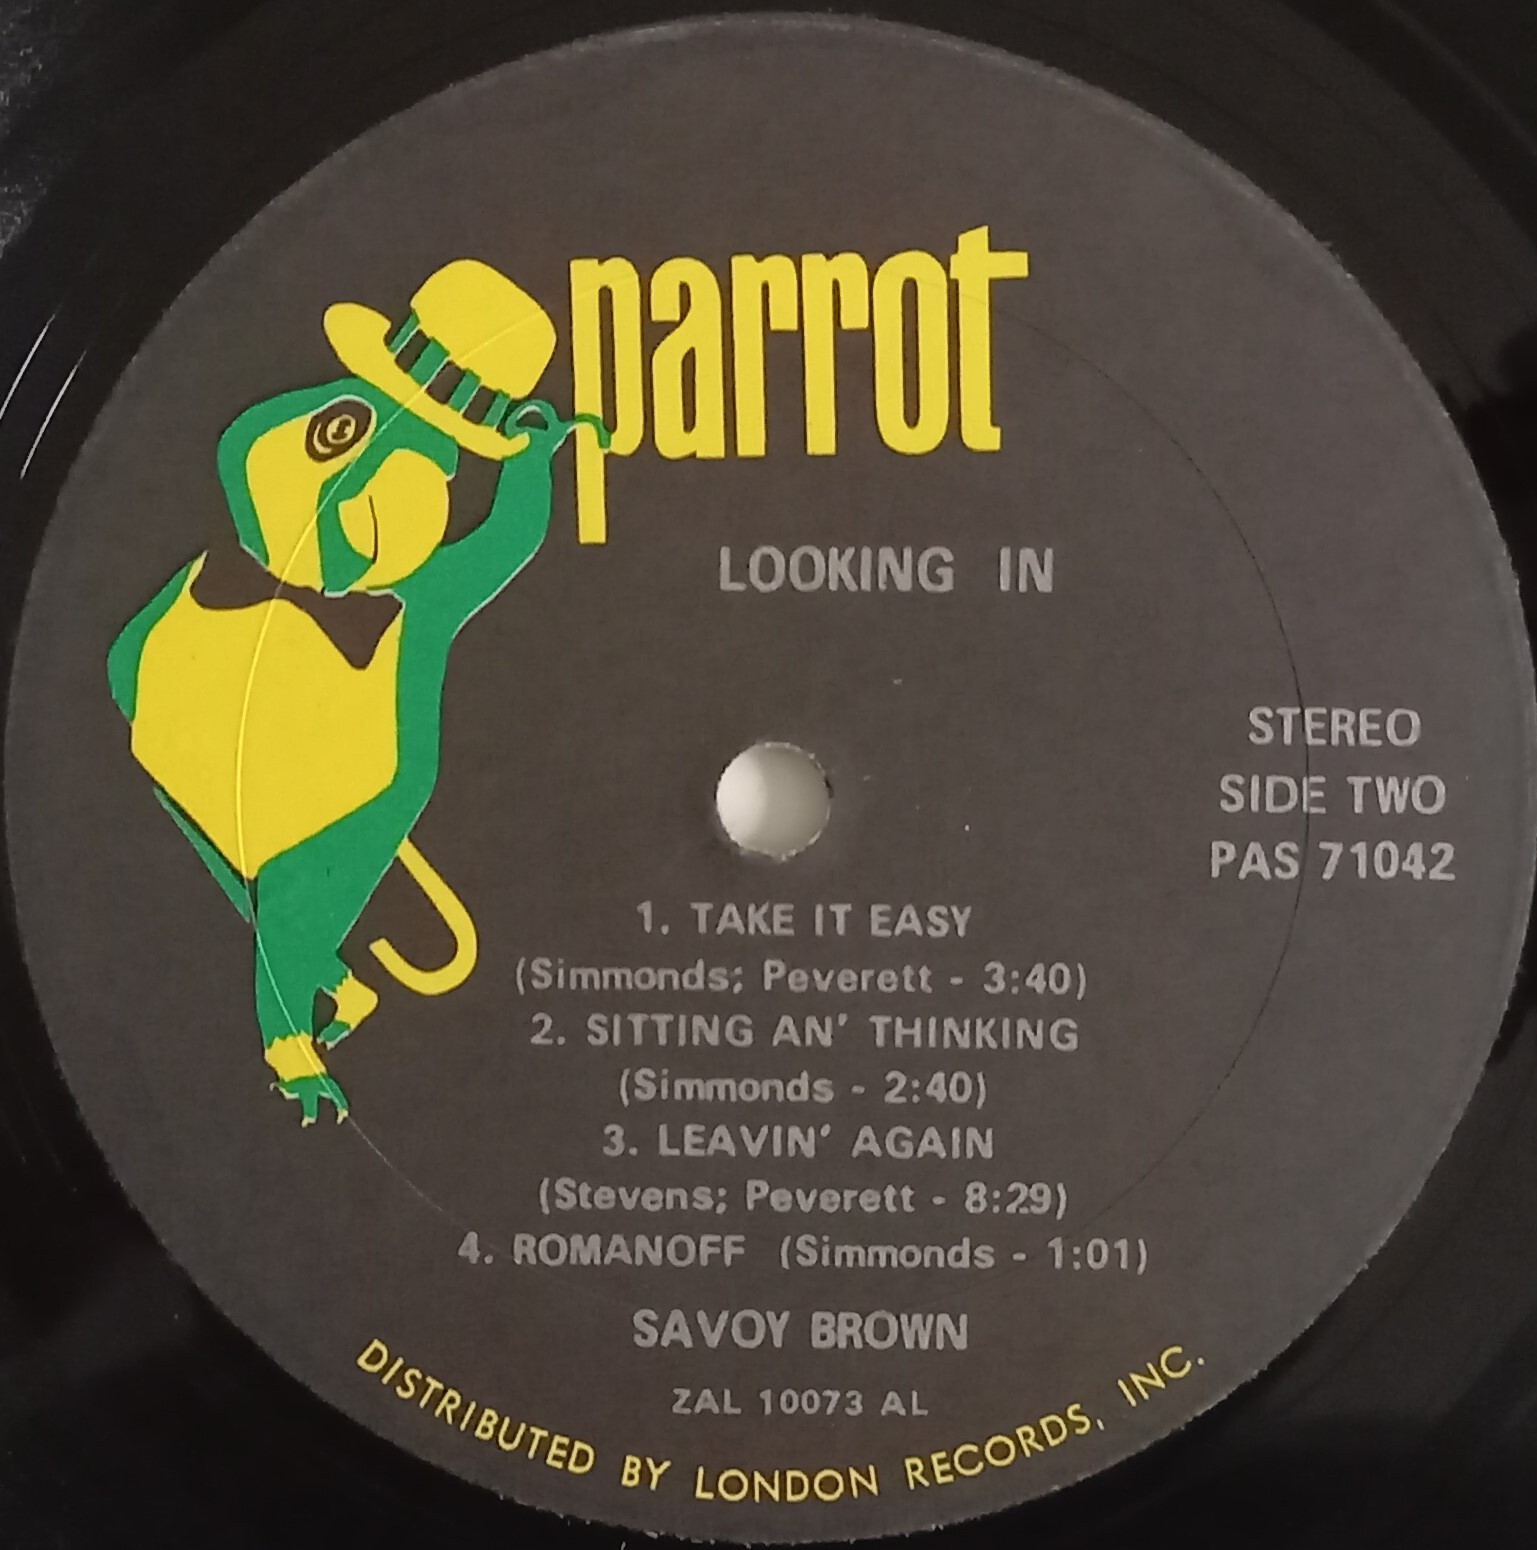 parrot
LOOKING IN
STEREO
SIDE TWO
PAS 71042
1. TAKE IT EASY
(Simmonds; Peverett - 3:40)
2. SITTING AN' THINKING
(Simmonds - 2:40)
3. LEAVIN' AGAIN
(Stevens; Peverett - 8:29)
4. ROMANOFF (Simmonds - 1:01)
SAVOY BROWN
ZAL 10073 AL
DISTRIBUTED BY LONDON RECORDS, INC.